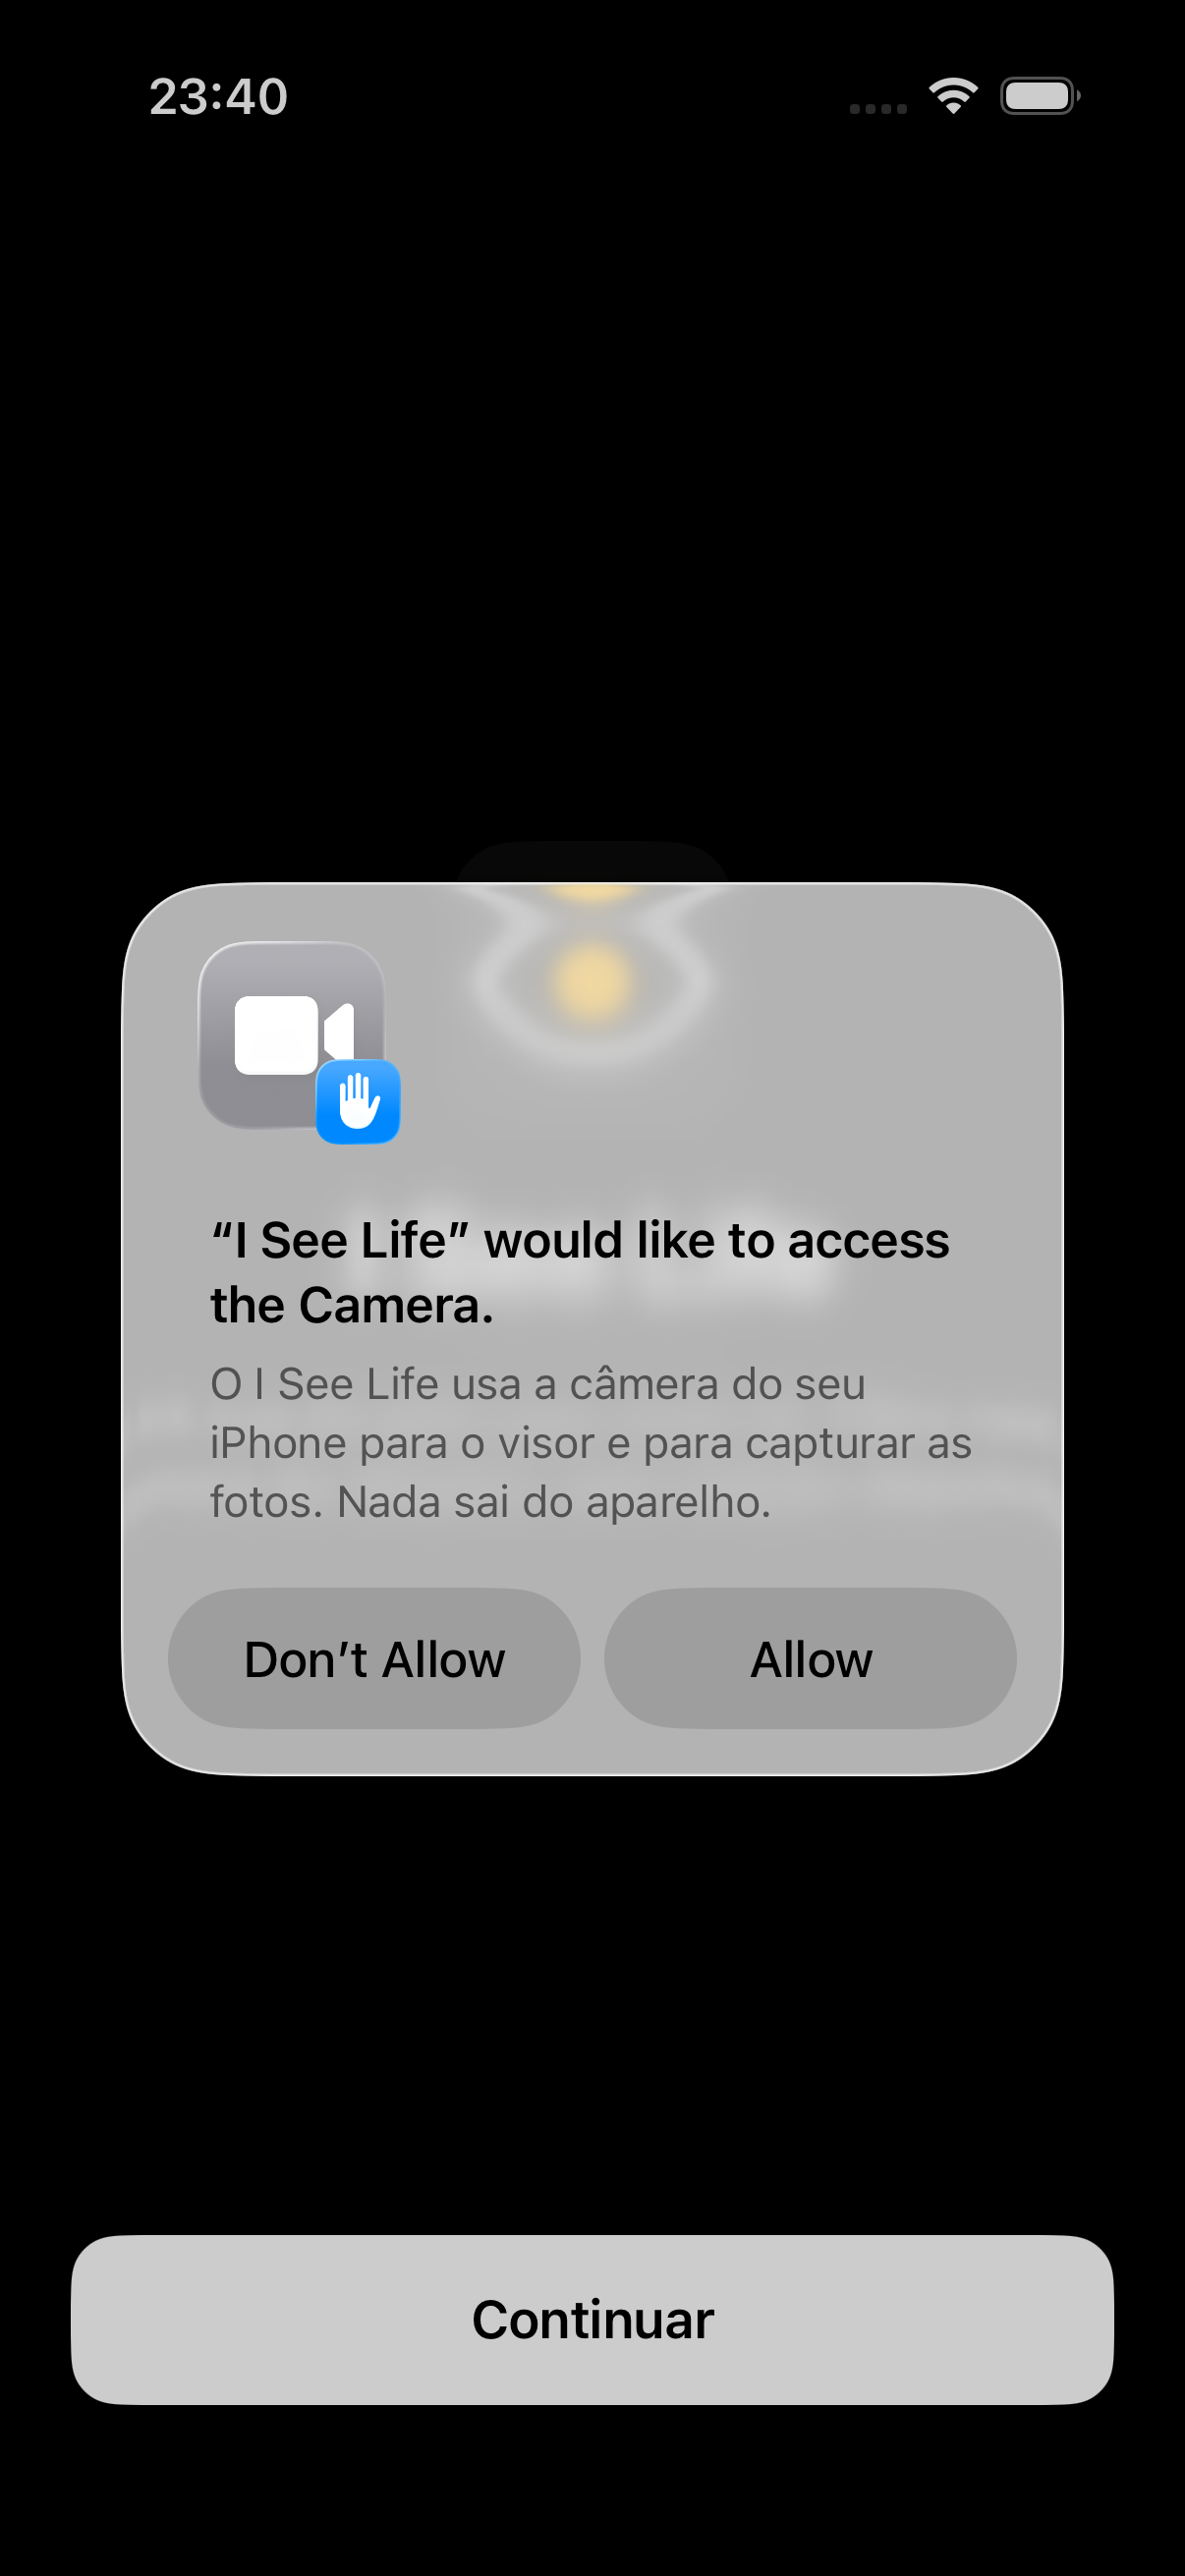 23:40
“I See Life” would like to access
the Camera.
O I See Life usa a câmera do seu
iPhone para o visor e para capturar as
fotos. Nada sai do aparelho.
Don’t Allow
Allow
Continuar